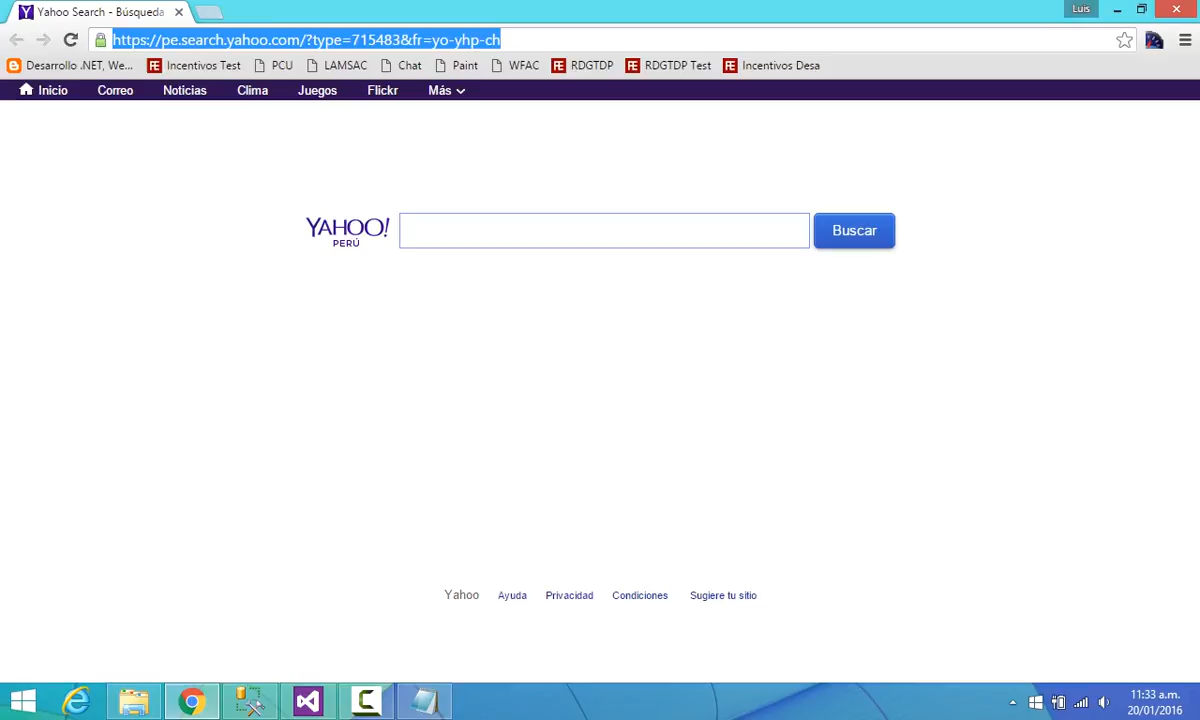 Yahoo Search - Búsqueda
Luis
https://pe.search.yahoo.com/?type=715483&fr=yo-yhp-ch
Desarrollo .NET, We... Incentivos Test PCU LAMSAC Chat Paint WFAC RDGTDP RDGTDP Test Incentivos Desa
Inicio Correo Noticias Clima Juegos Flickr Más
YAHOO!
PERÚ
Buscar
Yahoo Ayuda Privacidad Condiciones Sugiere tu sitio
11:33 a.m.
20/01/2016